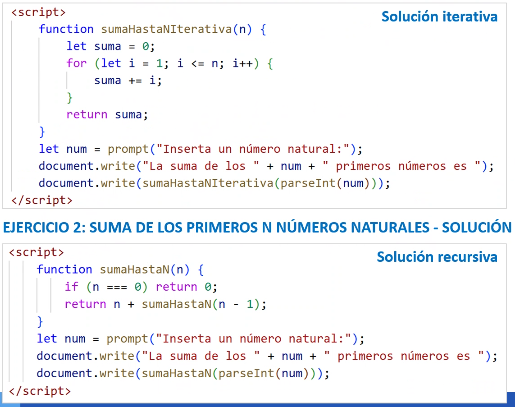 <script>
Solución iterativa
function sumaHastaNIterativa(n) {
let suma = 0;
for (let i = 1; i <= n; i++) {
suma += i;
}
return suma;
}
let num = prompt("Inserta un número natural:");
document.write("La suma de los " + num + " primeros números es ");
document.write(sumaHastaNIterativa(parseInt(num)));
</script>
EJERCICIO 2: SUMA DE LOS PRIMEROS N NÚMEROS NATURALES - SOLUCIÓN
<script>
Solución recursiva
function sumaHastaN(n) {
if (n === 0) return 0;
return n + sumaHastaN(n - 1);
}
let num = prompt("Inserta un número natural:");
document.write("La suma de los " + num + " primeros números es ");
document.write(sumaHastaN(parseInt(num)));
</script>